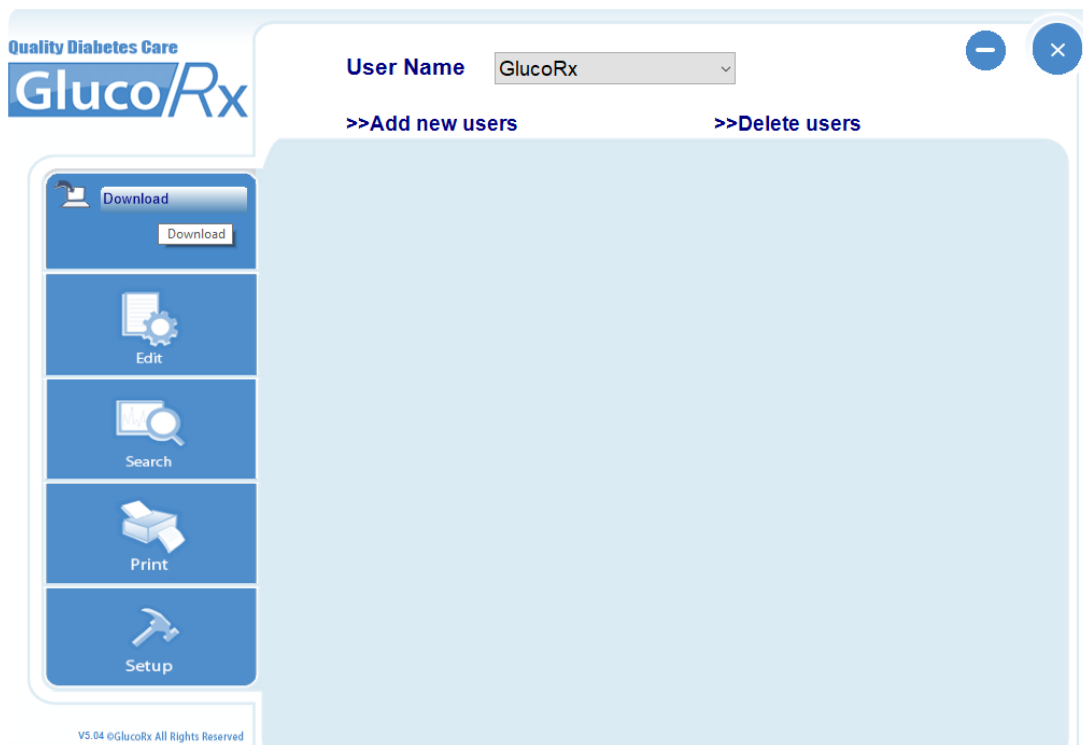 Quality Diabetes Care
GlucoRx
User Name GlucoRx
>>Add new users >>Delete users
Download
Download
Edit
Search
Print
Setup
V5.04 ©GlucoRx All Rights Reserved